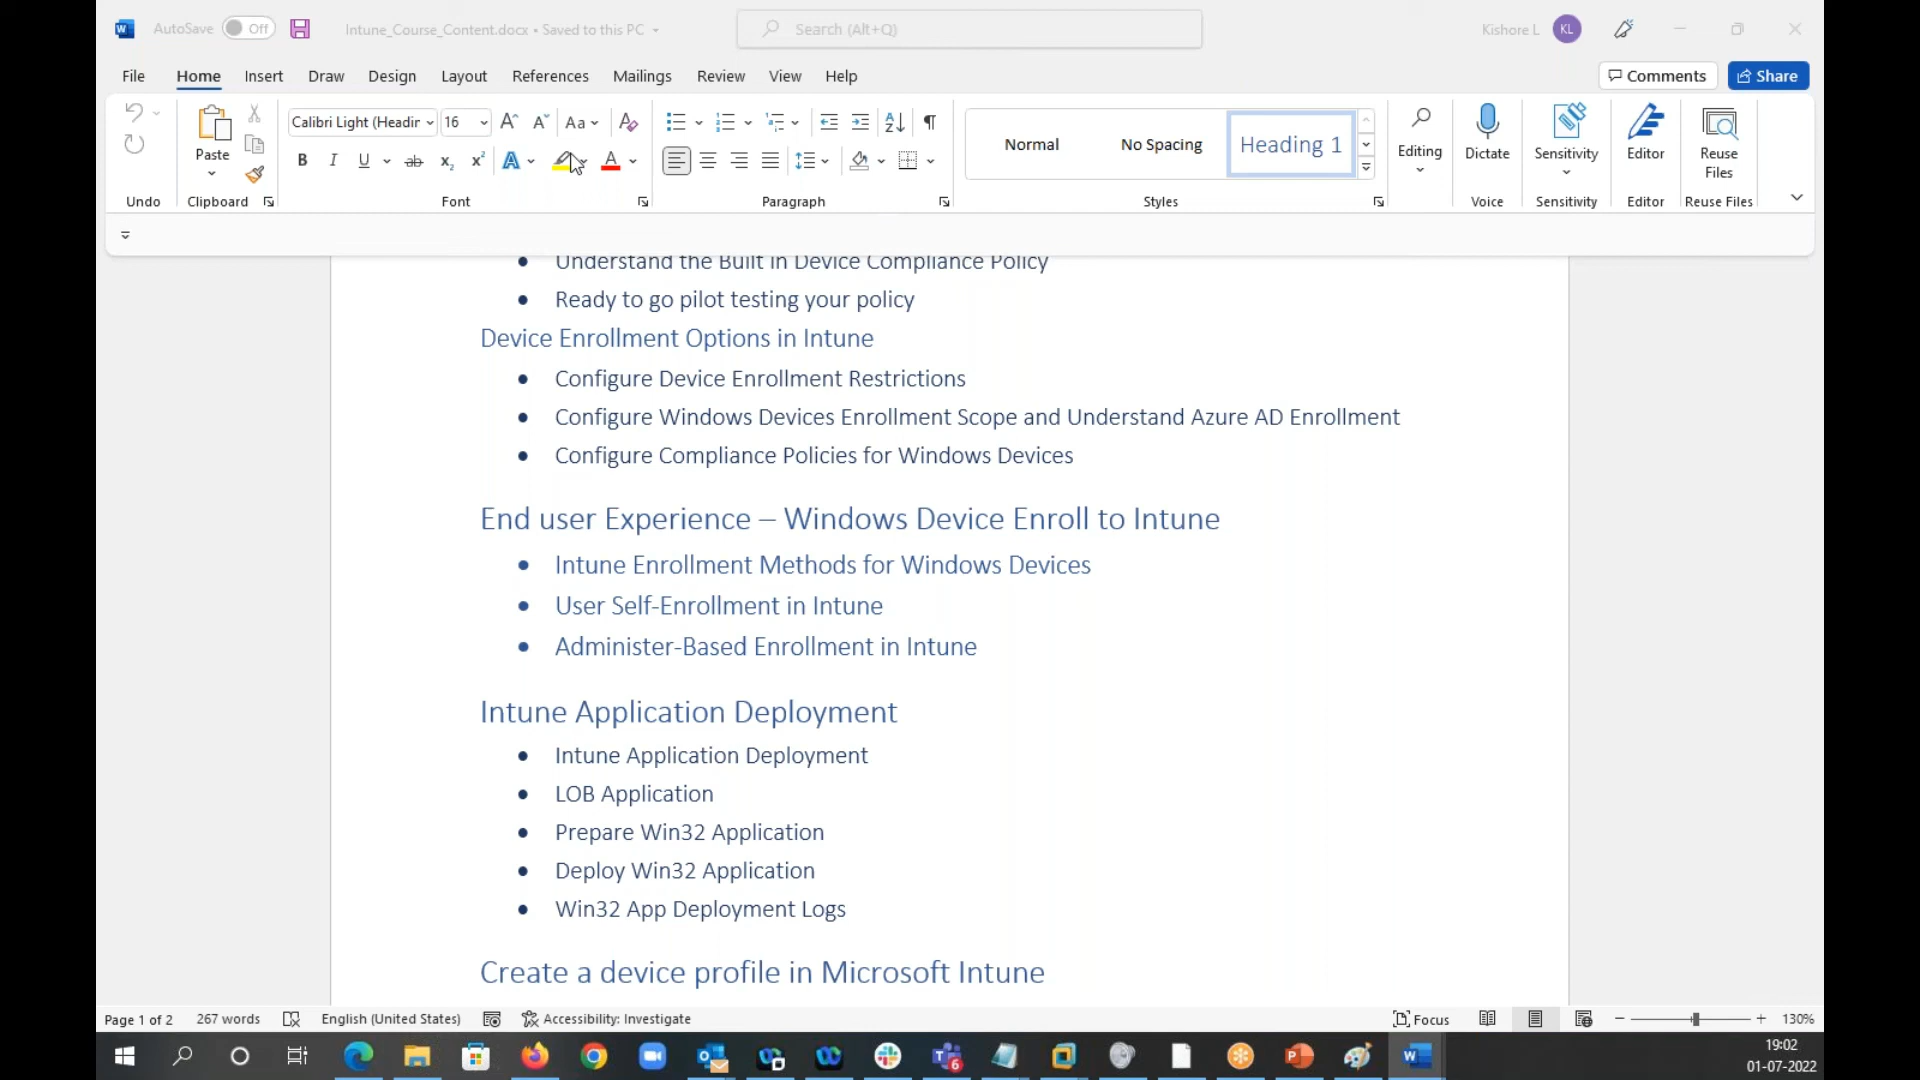 AutoSave Off Intune_Course_Content.docx • Saved to this PC Search (Alt+Q) Kishore L KL
File Home Insert Draw Design Layout References Mailings Review View Help Comments Share
Calibri Light (Headir 16 Aa
Paste Normal No Spacing Heading 1 Editing Dictate Sensitivity Editor Reuse Files
Undo Clipboard Font Paragraph Styles Voice Sensitivity Editor Reuse Files
• Understand the Built in Device Compliance Policy
• Ready to go pilot testing your policy
Device Enrollment Options in Intune
• Configure Device Enrollment Restrictions
• Configure Windows Devices Enrollment Scope and Understand Azure AD Enrollment
• Configure Compliance Policies for Windows Devices
End user Experience – Windows Device Enroll to Intune
• Intune Enrollment Methods for Windows Devices
• User Self-Enrollment in Intune
• Administer-Based Enrollment in Intune
Intune Application Deployment
• Intune Application Deployment
• LOB Application
• Prepare Win32 Application
• Deploy Win32 Application
• Win32 App Deployment Logs
Create a device profile in Microsoft Intune
Page 1 of 2 267 words English (United States) Accessibility: Investigate Focus 130%
19:02
01-07-2022